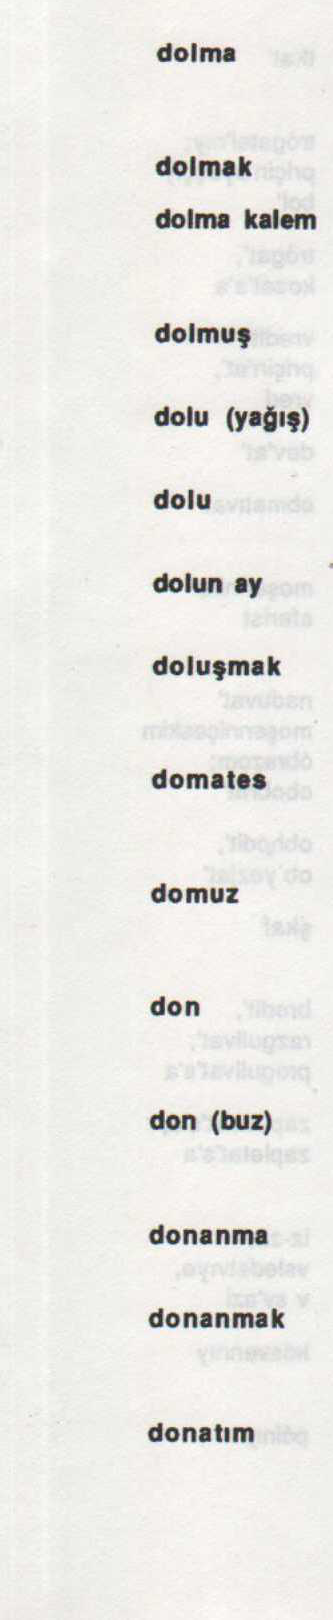 dolma
dolmak
dolma kalem
dolmuş
dolu (yağış)
dolu
dolun ay
doluşmak
domates
domuz
don
don (buz)
donanma
donanmak
donatım